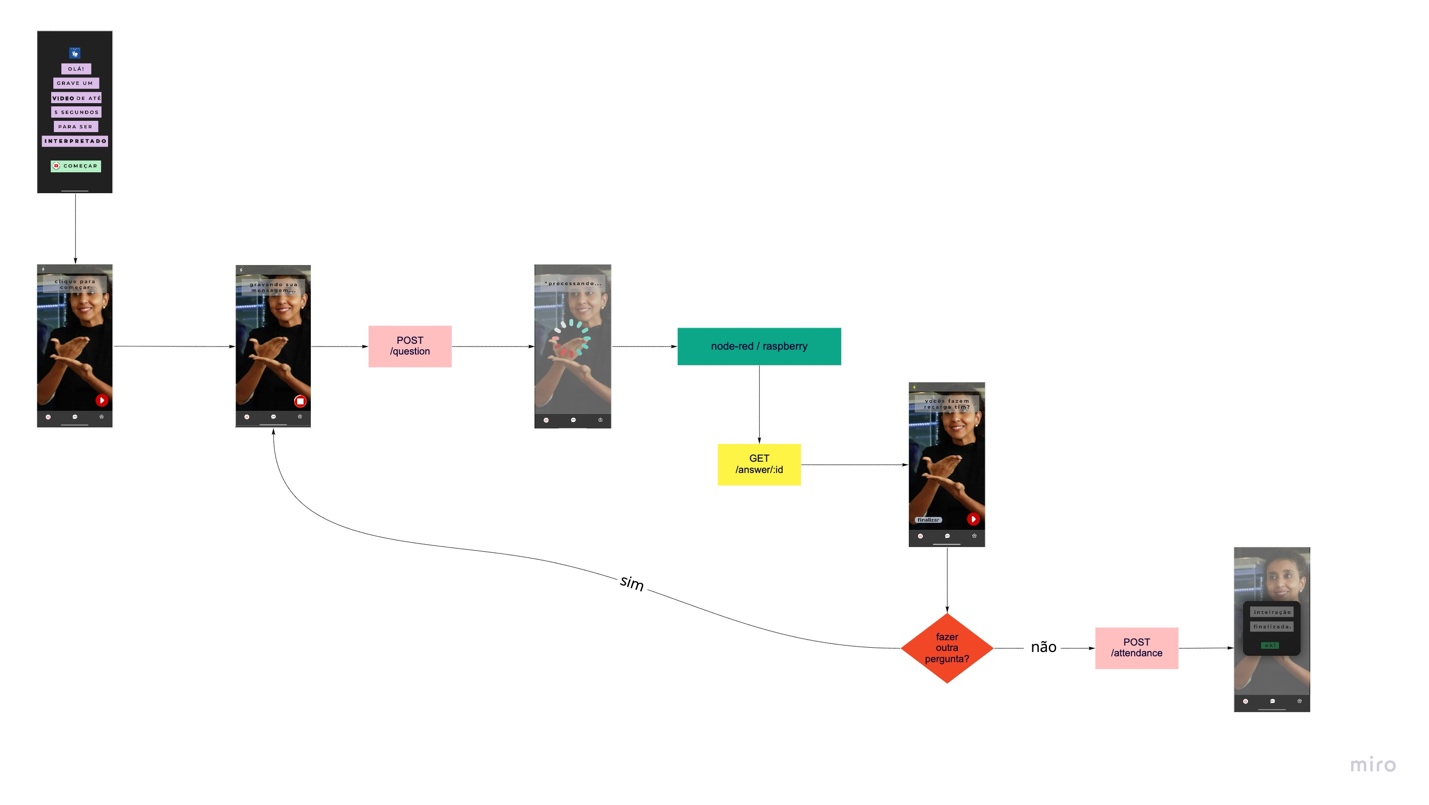 OLÁ!
GRAVE UM
VIDEO DE ATÉ
5 SEGUNDOS
PARA SER
INTERPRETADO
COMEÇAR
clique para
começar
gravando sua
mensagem...
POST
/question
"processando...
node-red / raspberry
GET
/answer/:id
vocês fazem
recarga tim?
finalizar
sim
fazer
outra
pergunta?
não
POST
/attendance
inteiração
finalizada.
ok!
miro